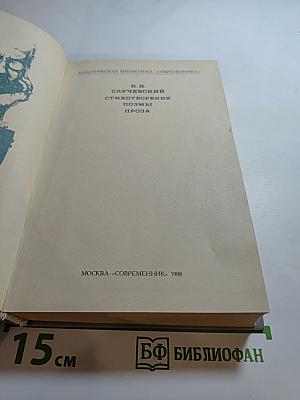 КЛАССИЧЕСКАЯ БИБЛИОТЕКА «СОВРЕМЕННИКА»
К. К.
СЛУЧЕВСКИЙ
СТИХОТВОРЕНИЯ
ПОЭМЫ
ПРОЗА
МОСКВА «СОВРЕМЕННИК» 1988
15 см
БФ БИБЛИОФАН